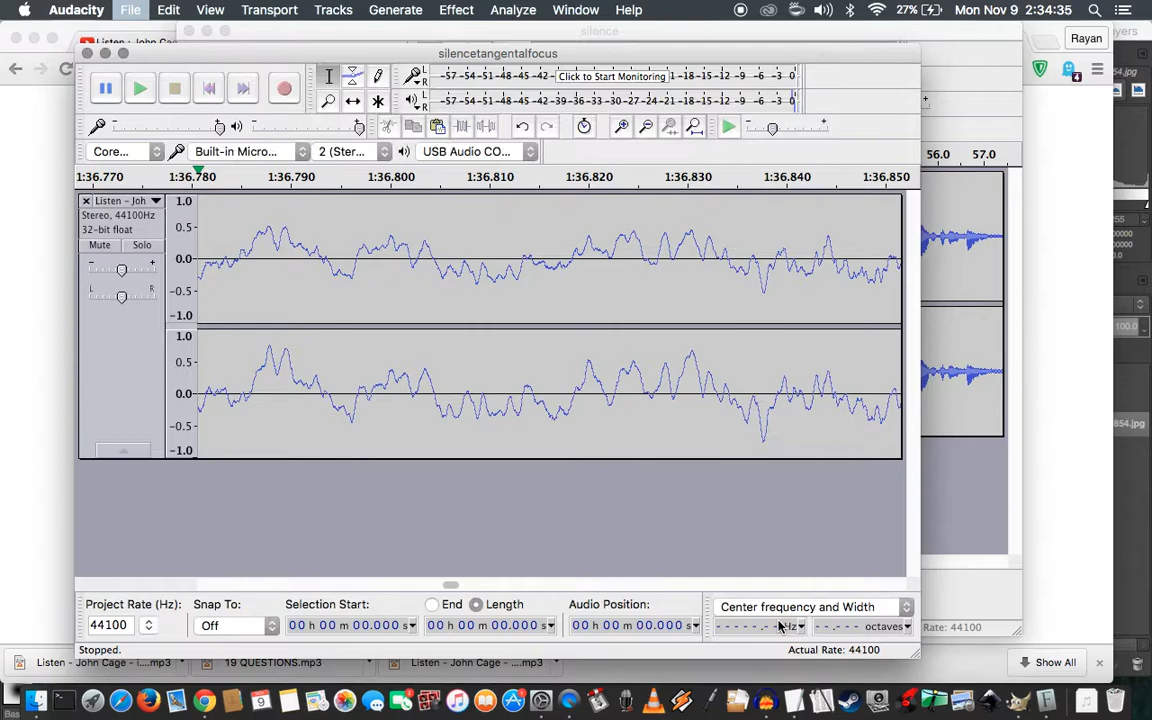 Audacity File Edit View Transport Tracks Generate Effect Analyze Window Help 27% Mon Nov 9 2:34:35
Listen - John Cage
silence
Rayan
silencetangentalfocus
L R -57 -54 -51 -48 -45 -42 Click to Start Monitoring 1 -18 -15 -12 -9 -6 -3 0
L R -57 -54 -51 -48 -45 -42 -39 -36 -33 -30 -27 -24 -21 -18 -15 -12 -9 -6 -3 0
Core... Built-in Micro... 2 (Ster... USB Audio CO...
56.0 57.0
1:36.770 1:36.780 1:36.790 1:36.800 1:36.810 1:36.820 1:36.830 1:36.840 1:36.850
Listen - Joh
Stereo, 44100Hz
32-bit float
Mute Solo
- +
L R
1.0
0.5
0.0
-0.5
-1.0
1.0
0.5
0.0
-0.5
-1.0
100.0
854.jpg
Project Rate (Hz): Snap To: Selection Start: End Length Audio Position: Center frequency and Width
44100 Off 00 h 00 m 00.000 s 00 h 00 m 00.000 s 00 h 00 m 00.000 s Hz octaves
Rate: 44100
Stopped. Actual Rate: 44100
Listen - John Cage - I....mp3 19 QUESTIONS.mp3 Listen - John Cage - I....mp3 Show All